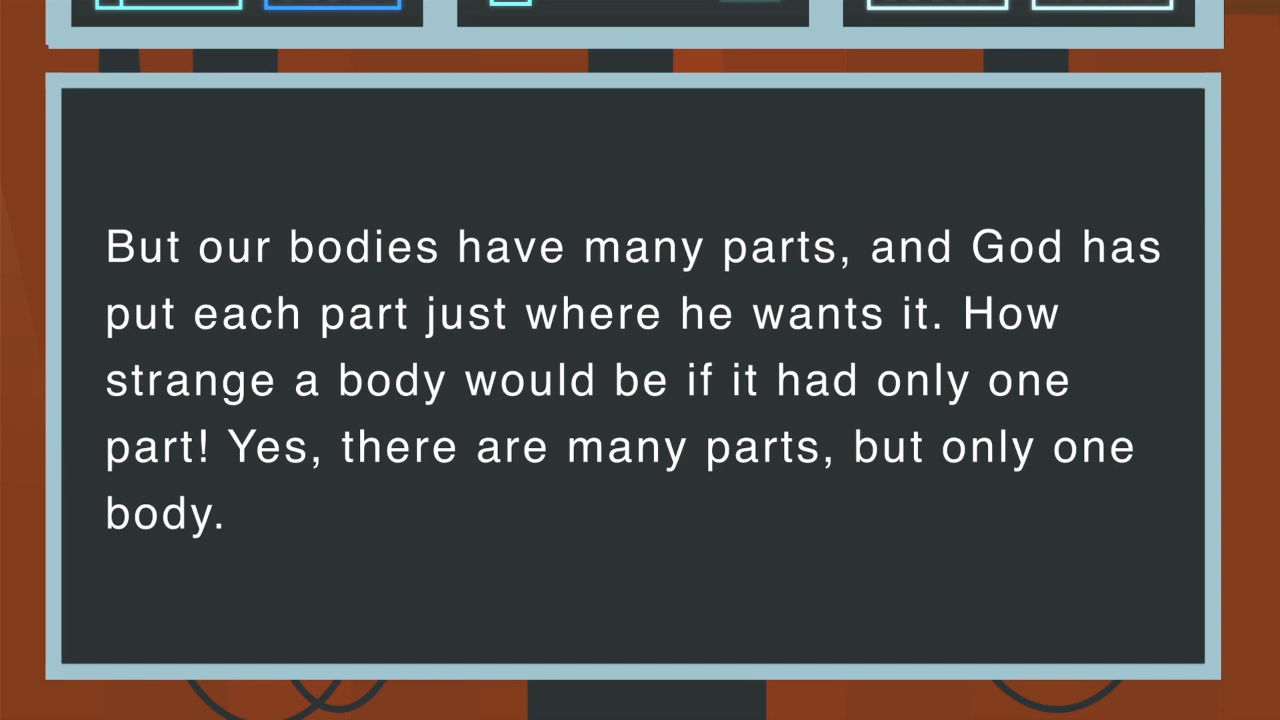 But our bodies have many parts, and God has
put each part just where he wants it. How
strange a body would be if it had only one
part! Yes, there are many parts, but only one
body.